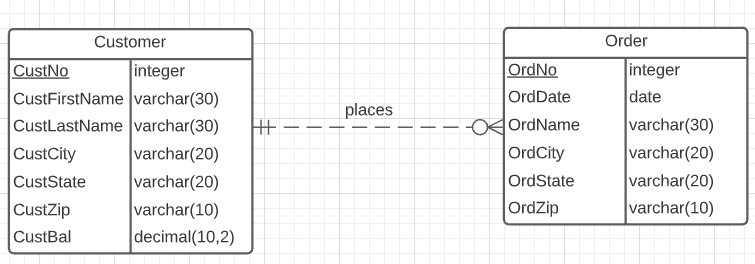 Customer
CustNo integer
CustFirstName varchar(30)
CustLastName varchar(30)
CustCity varchar(20)
CustState varchar(20)
CustZip varchar(10)
CustBal decimal(10,2)
places
Order
OrdNo integer
OrdDate date
OrdName varchar(30)
OrdCity varchar(20)
OrdState varchar(20)
OrdZip varchar(10)